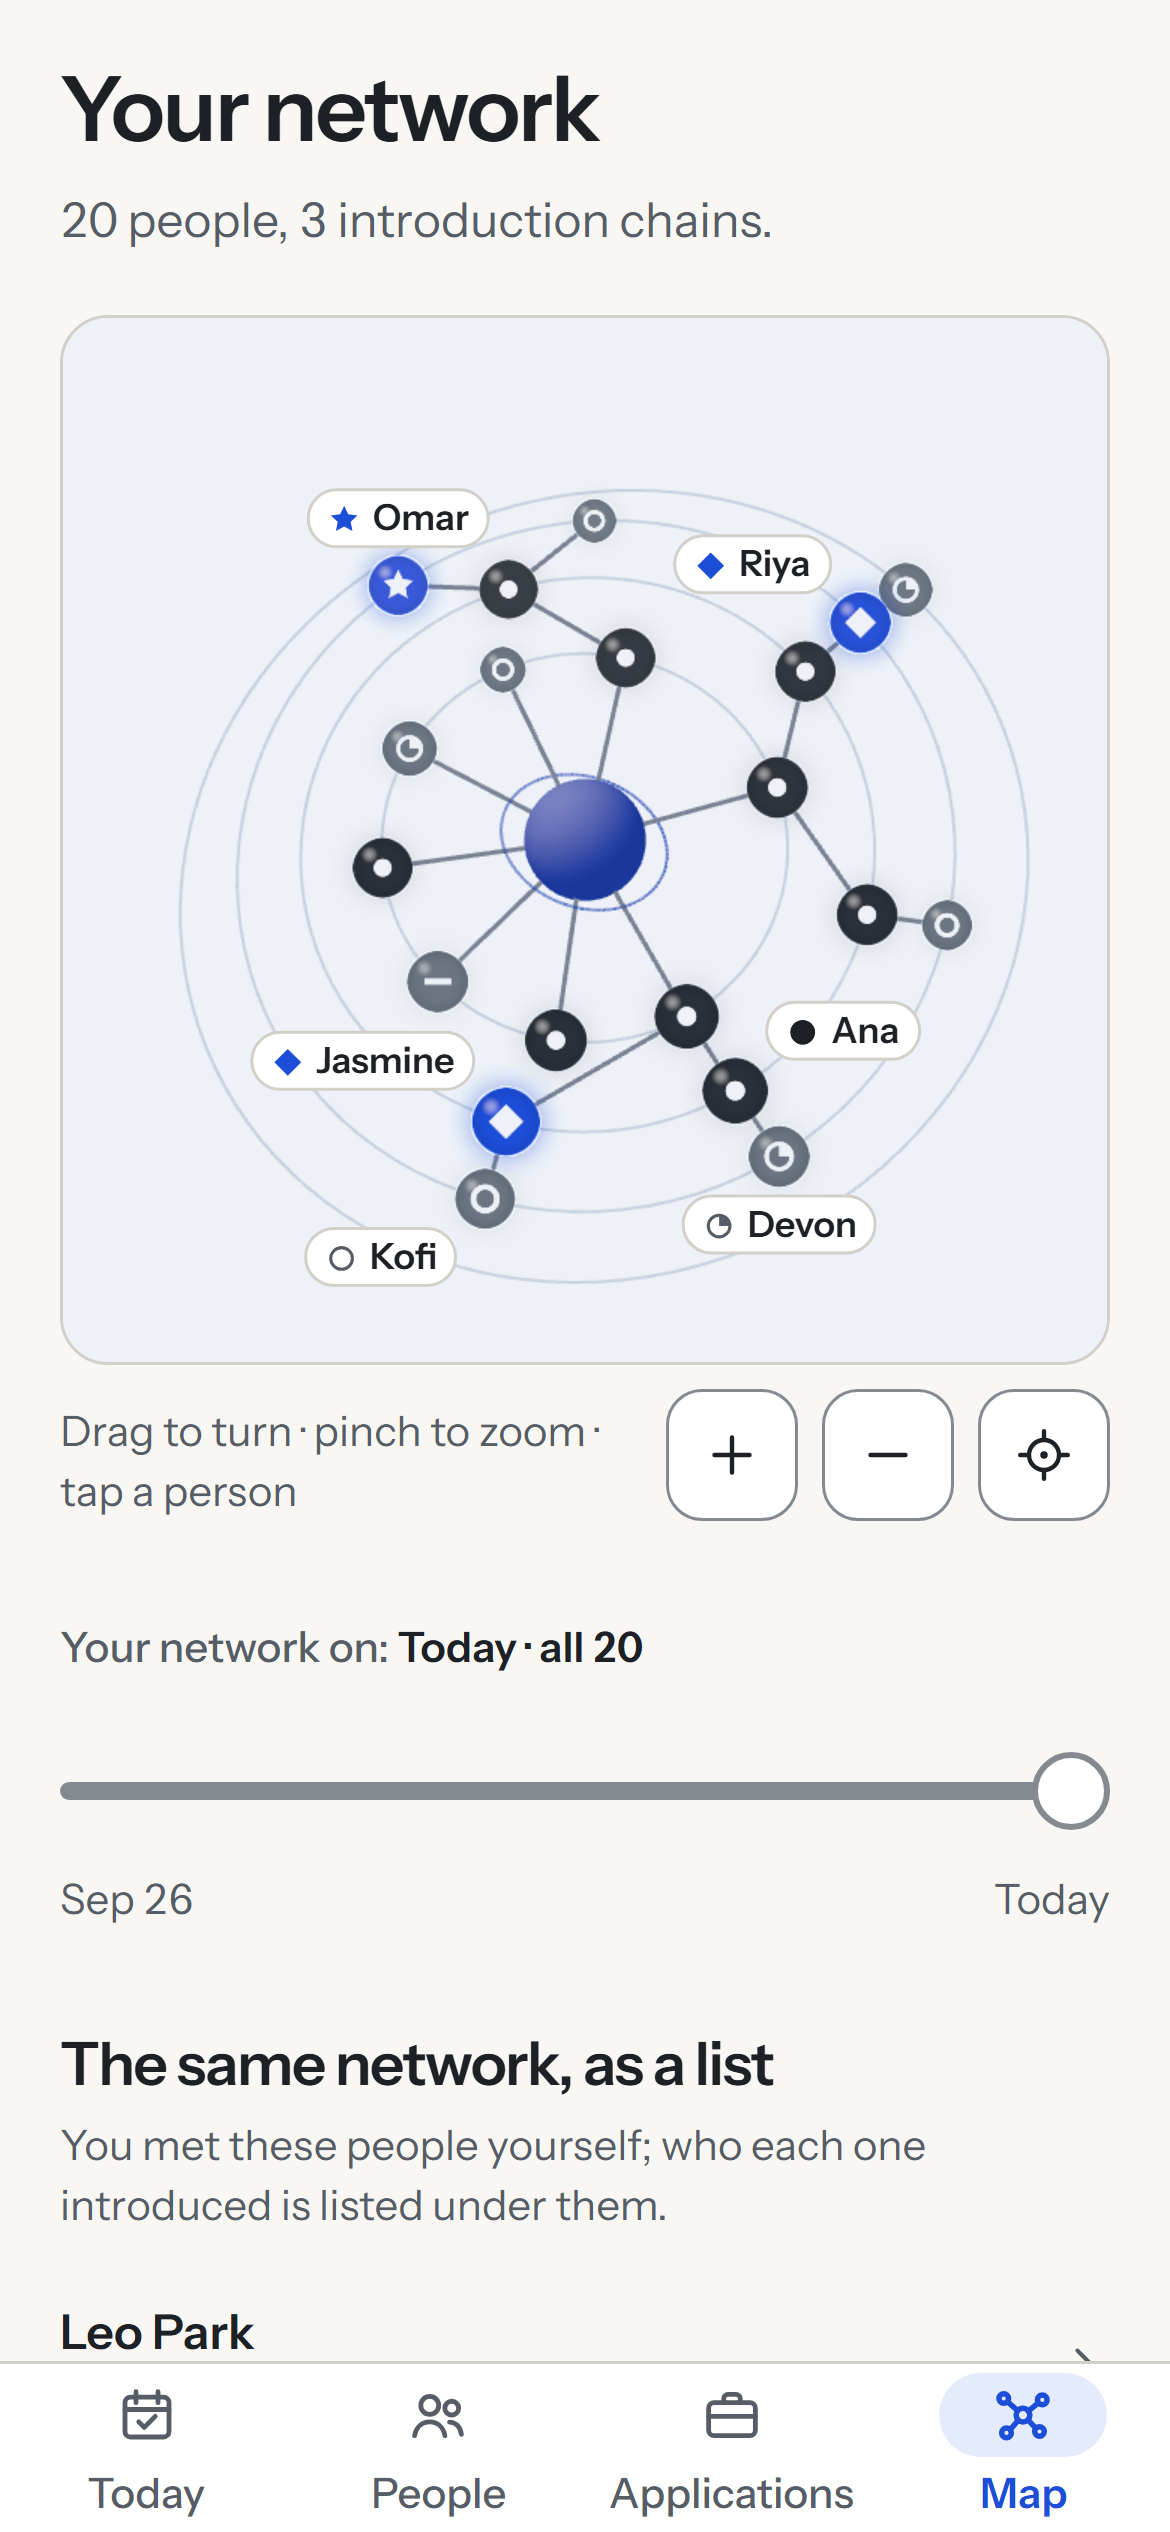 Your network
20 people, 3 introduction chains.
Omar
Riya
Ana
Jasmine
Devon
Kofi
Drag to turn · pinch to zoom ·
tap a person
Your network on: Today · all 20
Sep 26
Today
The same network, as a list
You met these people yourself; who each one
introduced is listed under them.
Leo Park
Today
People
Applications
Map